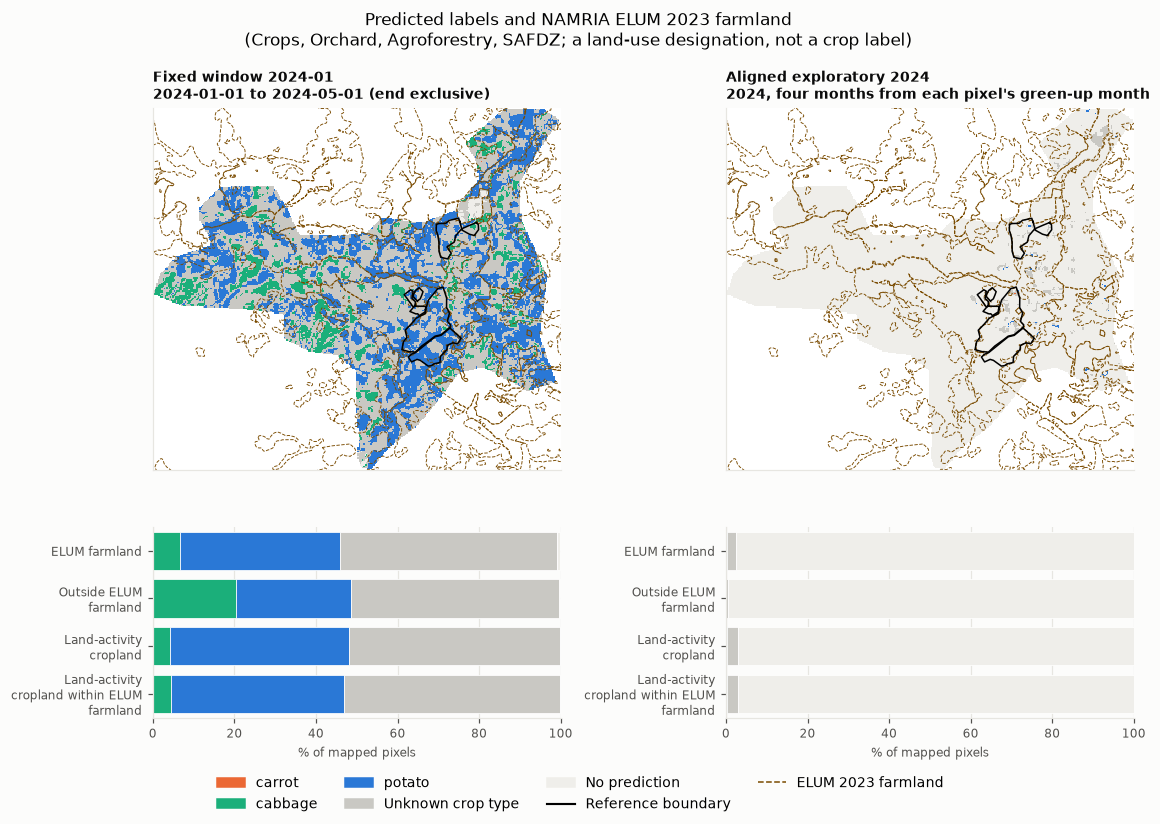 Predicted labels and NAMRIA ELUM 2023 farmland
(Crops, Orchard, Agroforestry, SAFDZ; a land-use designation, not a crop label)
Fixed window 2024-01
2024-01-01 to 2024-05-01 (end exclusive)
Aligned exploratory 2024
2024, four months from each pixel's green-up month
ELUM farmland
Outside ELUM
farmland
Land-activity
cropland
Land-activity
cropland within ELUM
farmland
0 20 40 60 80 100
% of mapped pixels
ELUM farmland
Outside ELUM
farmland
Land-activity
cropland
Land-activity
cropland within ELUM
farmland
0 20 40 60 80 100
% of mapped pixels
carrot
cabbage
potato
Unknown crop type
No prediction
Reference boundary
ELUM 2023 farmland